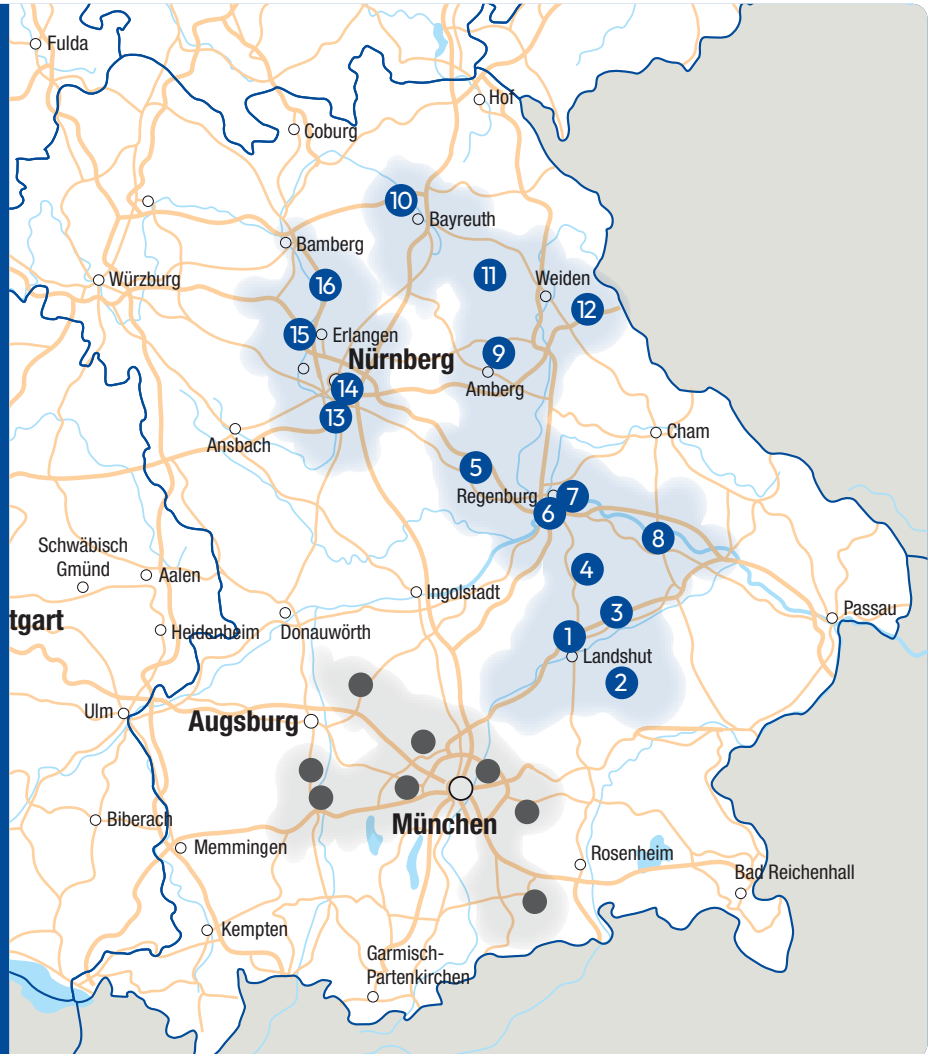 Fulda
Hof
Coburg
10
Bayreuth
Bamberg
11
Weiden
Würzburg
16
12
15
Erlangen
Nürnberg
9
14
Amberg
13
Ansbach
Cham
5
Regenburg
7
6
8
Schwäbisch
Gmünd
Aalen
4
Ingolstadt
3
Passau
tgart
Heidenheim
Donauwörth
1
Landshut
2
Ulm
Augsburg
München
Biberach
Memmingen
Rosenheim
Bad Reichenhall
Kempten
Garmisch-
Partenkirchen